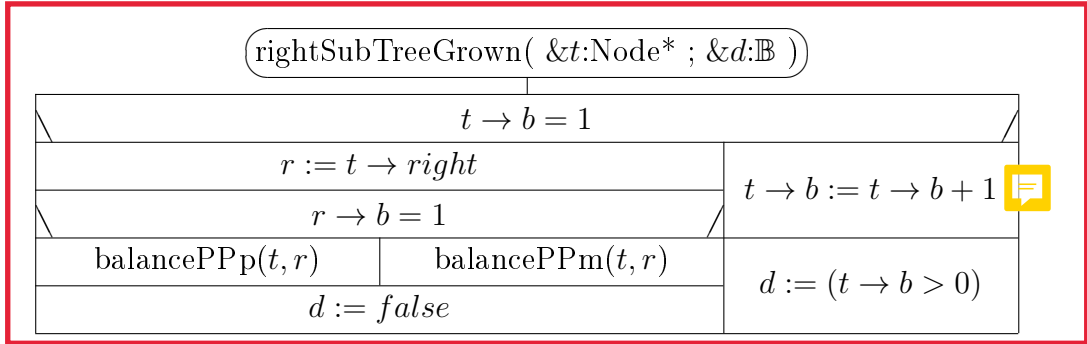 rightSubTreeGrown( &t:Node* ; &d:𝔹 )
t → b = 1
r := t → right
t → b := t → b + 1
r → b = 1
balancePPp(t, r)
balancePPm(t, r)
d := (t → b > 0)
d := false